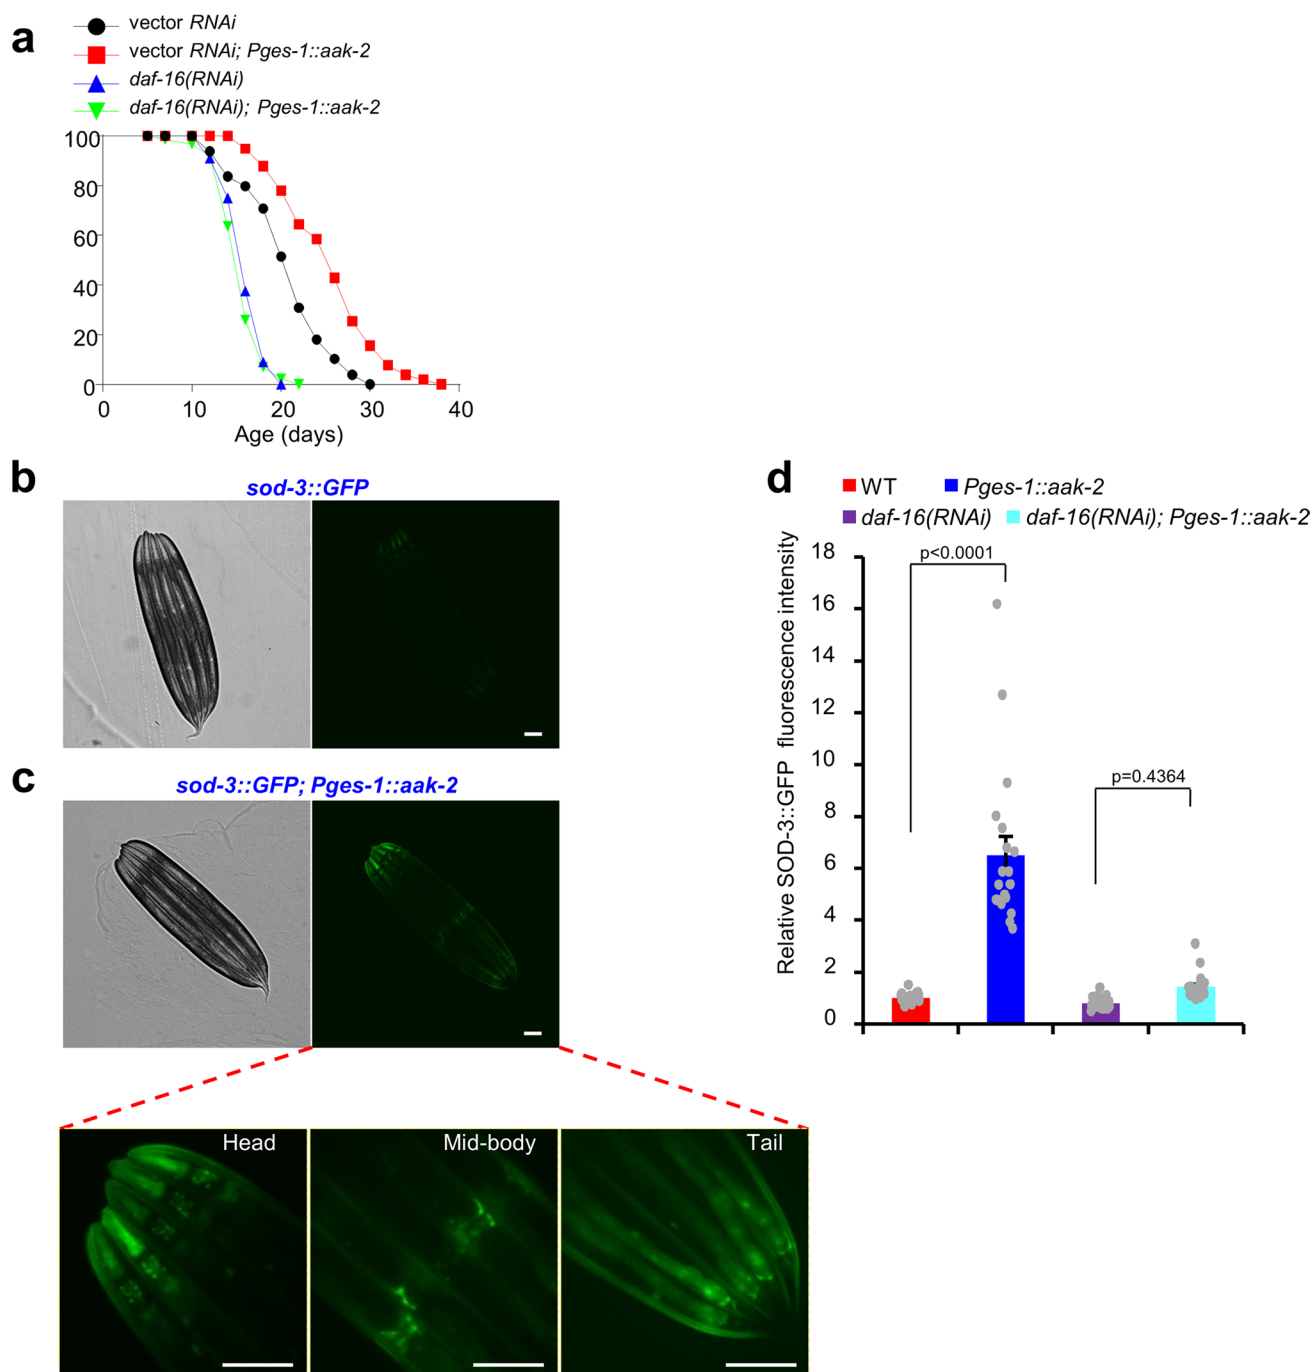 a
vector RNAi
vector RNAi; Pges-1::aak-2
daf-16(RNAi)
daf-16(RNAi); Pges-1::aak-2
100
80
60
40
20
0
0 10 20 30 40
Age (days)
b
sod-3::GFP
c
sod-3::GFP; Pges-1::aak-2
Head Mid-body Tail
d
WT Pges-1::aak-2
daf-16(RNAi) daf-16(RNAi); Pges-1::aak-2
Relative SOD-3::GFP fluorescence intensity
18
16
14
12
10
8
6
4
2
0
p<0.0001
p=0.4364